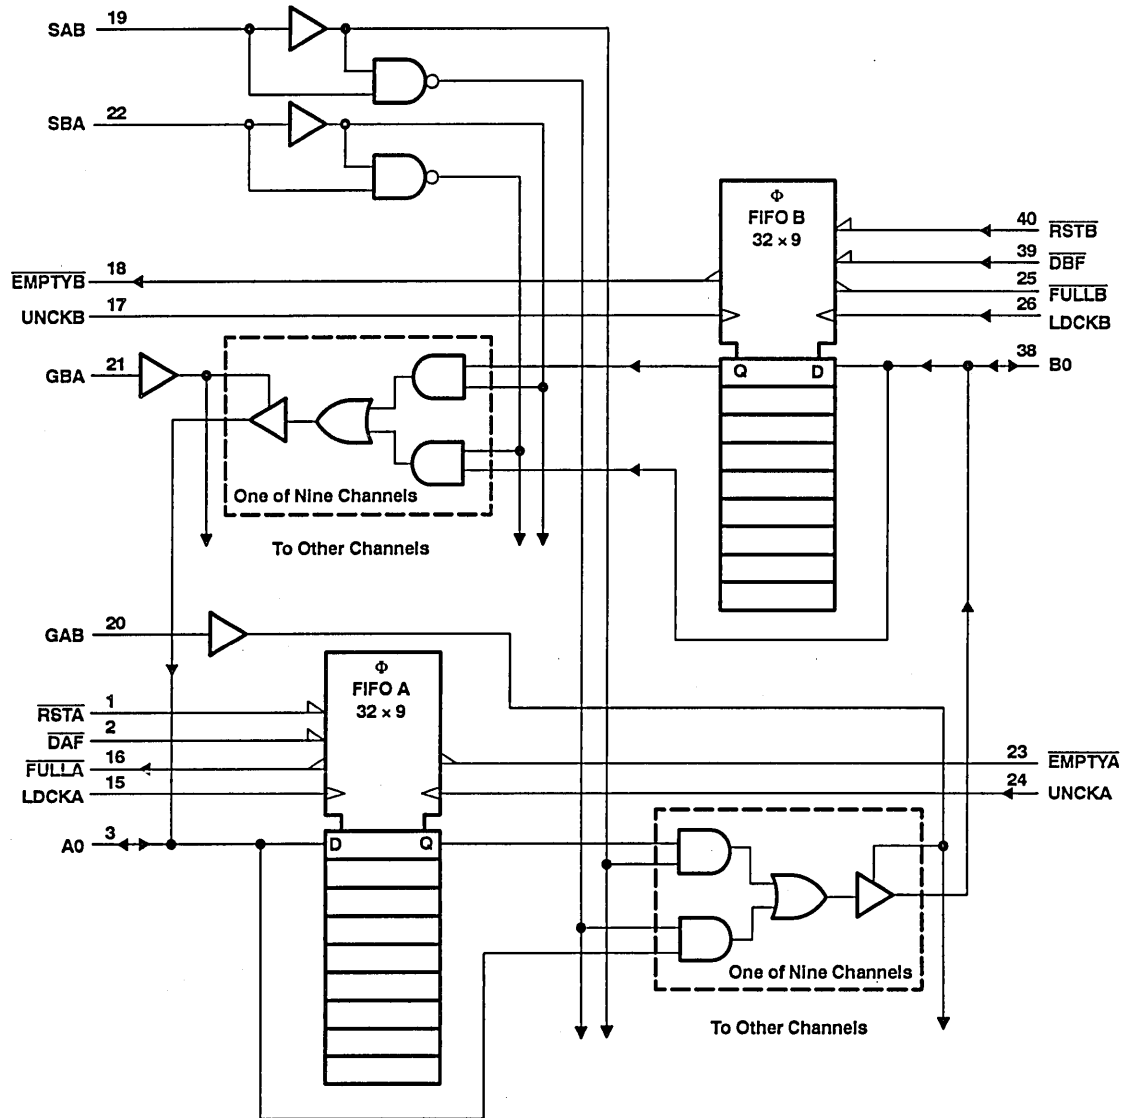 SAB 19
SBA 22
Φ
FIFO B
32 × 9
40 RSTB
39 DBF
EMPTYB 18
25 FULLB
UNCKB 17
26 LDCKB
GBA 21
Q D
38 B0
One of Nine Channels
To Other Channels
GAB 20
Φ
FIFO A
32 × 9
RSTA 1
DAF 2
FULLA 16
23 EMPTYA
LDCKA 15
24 UNCKA
A0 3
D Q
One of Nine Channels
To Other Channels